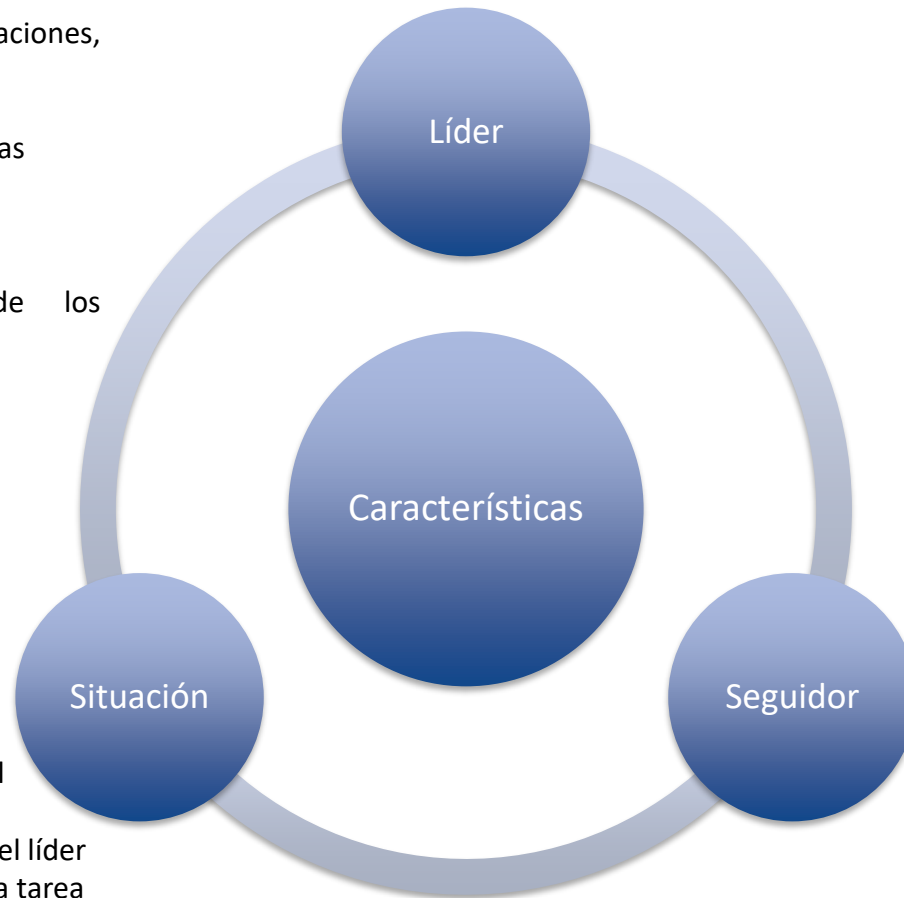 aciones,
Líder
as
de los
Características
Situación
Seguidor
el líder
a tarea